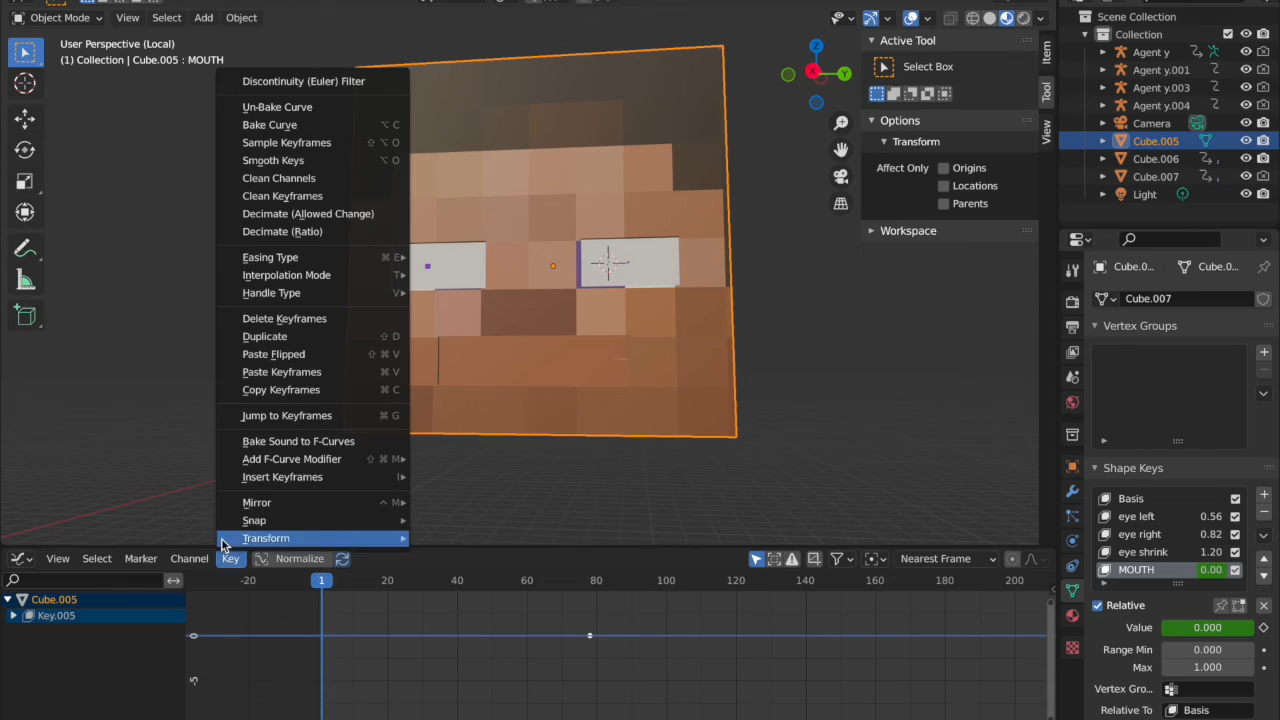 Object Mode View Select Add Object
User Perspective (Local)
(1) Collection | Cube.005 : MOUTH
Discontinuity (Euler) Filter
Un-Bake Curve
Bake Curve ⌥ C
Sample Keyframes ⇧ ⌥ O
Smooth Keys ⌥ O
Clean Channels
Clean Keyframes
Decimate (Allowed Change)
Decimate (Ratio)
Easing Type ⌘ E
Interpolation Mode T
Handle Type V
Delete Keyframes
Duplicate ⇧ D
Paste Flipped ⇧ ⌘ V
Paste Keyframes ⌘ V
Copy Keyframes ⌘ C
Jump to Keyframes ⌘ G
Bake Sound to F-Curves
Add F-Curve Modifier ⇧ ⌘ M
Insert Keyframes I
Mirror ⌃ M
Snap
Transform
Z
Y
X
Active Tool
Select Box
Options
Transform
Affect Only Origins
Locations
Parents
Workspace
Item
Tool
View
Scene Collection
Collection
Agent y
Agent y.001
Agent y.003
Agent y.004
Camera
Cube.005
Cube.006
Cube.007
Light
Cube.0... Cube.0...
Cube.007
Vertex Groups
Shape Keys
Basis
eye left 0.56
eye right 0.82
eye shrink 1.20
MOUTH 0.00
Relative
Value 0.000
Range Min 0.000
Max 1.000
Vertex Gro...
Relative To Basis
View Select Marker Channel Key Normalize Nearest Frame
-20 1 20 40 60 80 100 120 140 160 180 200
Cube.005
Key.005
-5